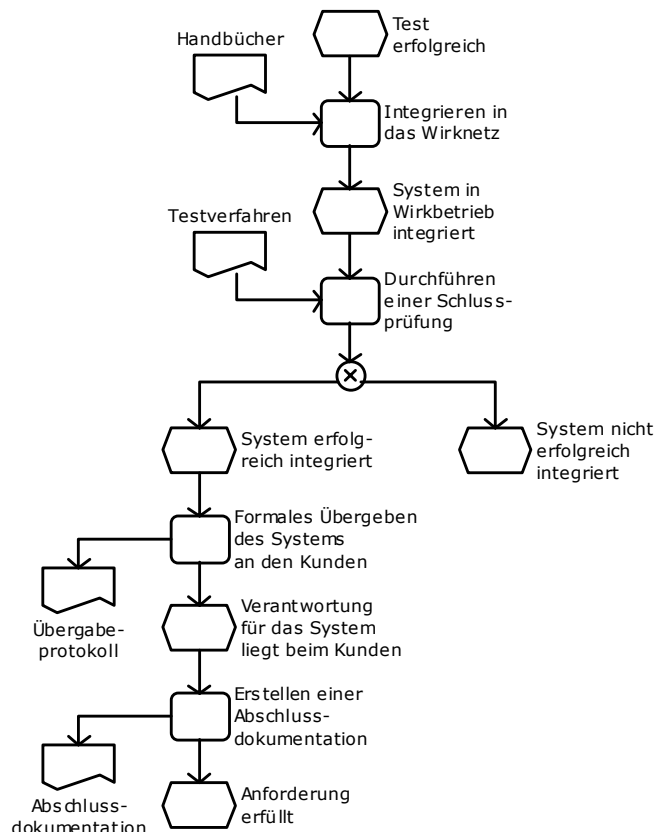 Test
erfolgreich
Handbücher
Integrieren in
das Wirknetz
System in
Wirkbetrieb
integriert
Testverfahren
Durchführen
einer Schluss-
prüfung
System erfolg-
reich integriert
System nicht
erfolgreich
integriert
Formales Übergeben
des Systems
an den Kunden
Übergabe-
protokoll
Verantwortung
für das System
liegt beim Kunden
Erstellen einer
Abschluss-
dokumentation
Abschluss-
dokumentation
Anforderung
erfüllt